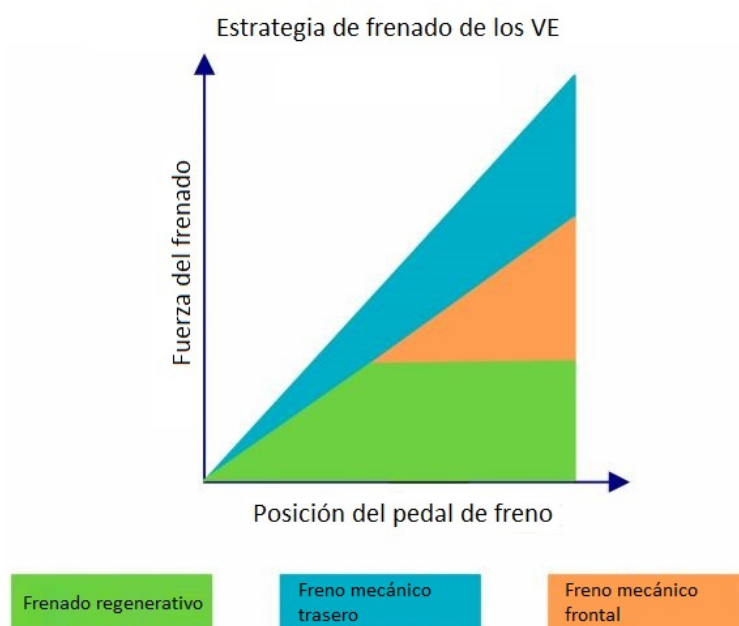 Estrategia de frenado de los VE
Fuerza del frenado
Posición del pedal de freno
Frenado regenerativo
Freno mecánico
trasero
Freno mecánico
frontal